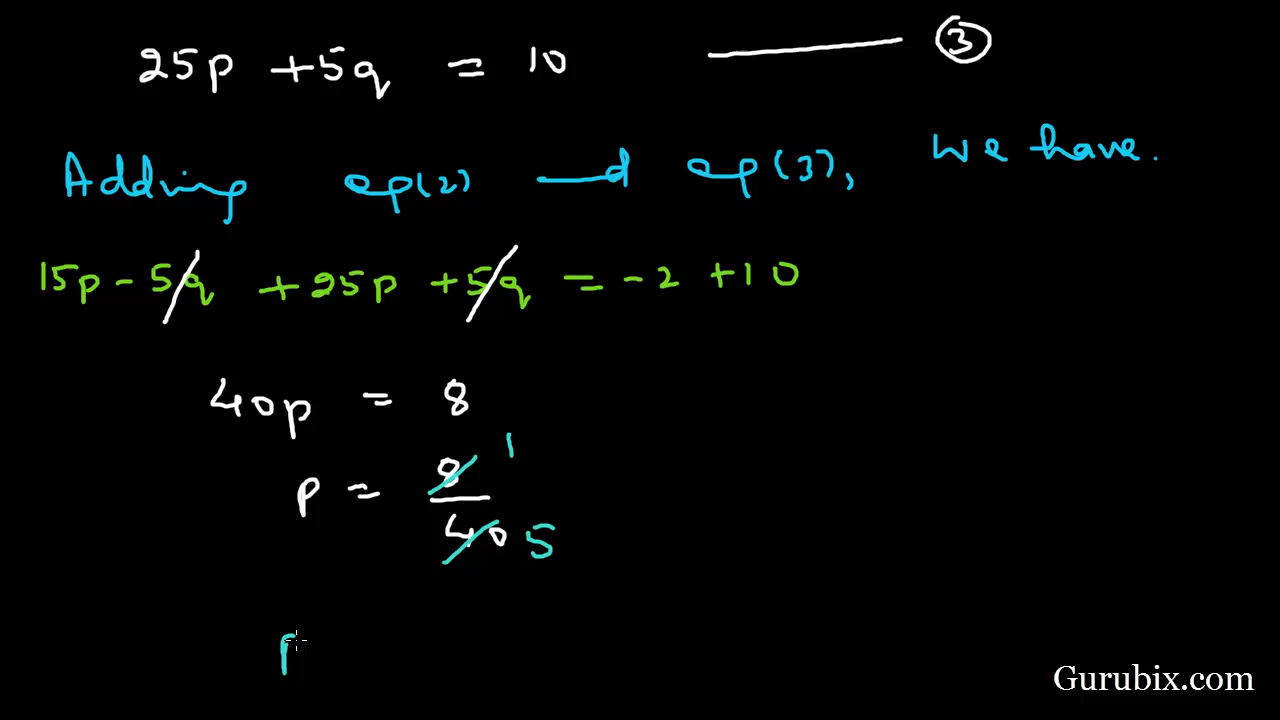 25p + 5q = 10 ——— ③
Adding eq(2) and eq(3), we have.
15p - 5q + 25p + 5q = -2 + 10
40p = 8
p = 8/40 1 5
p
Gurubix.com